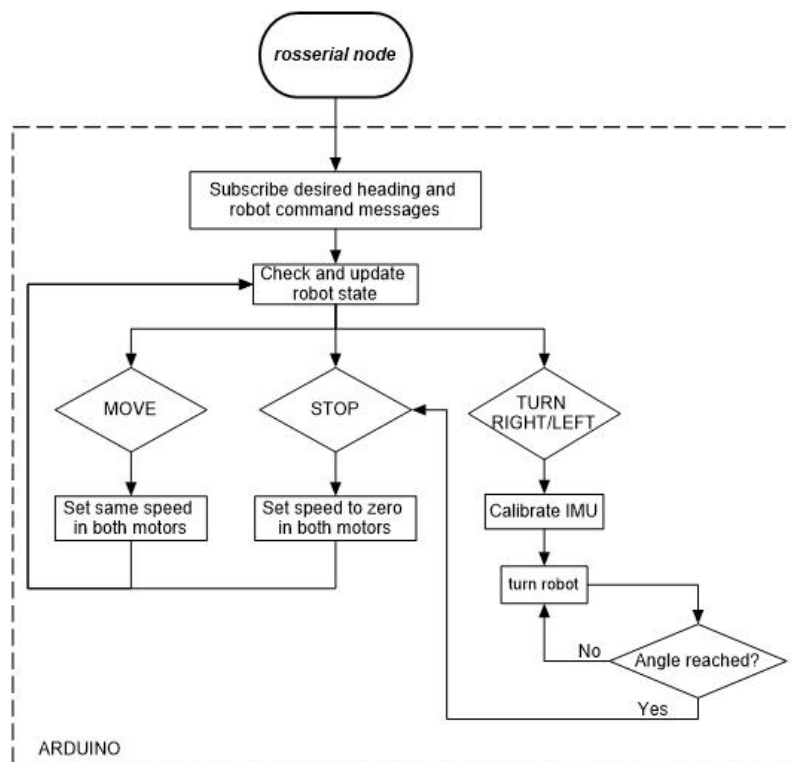 rosserial node
Subscribe desired heading and
robot command messages
Check and update
robot state
MOVE
STOP
TURN
RIGHT/LEFT
Set same speed
in both motors
Set speed to zero
in both motors
Calibrate IMU
turn robot
No
Angle reached?
Yes
ARDUINO